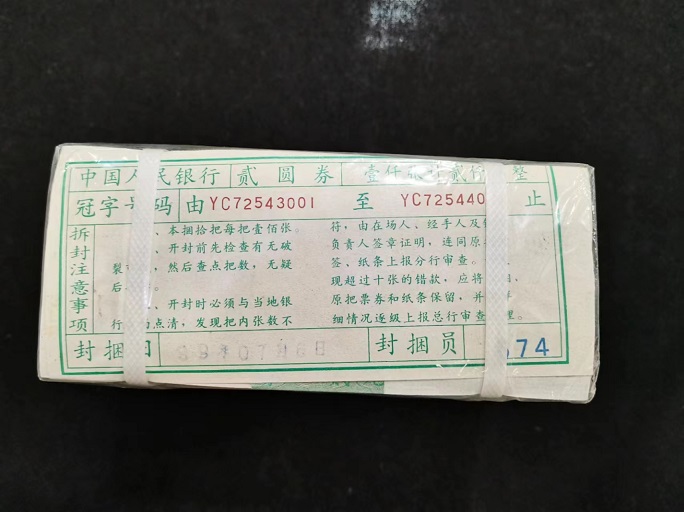 中国人民银行 贰圆券 壹仟张计贰仟 整
冠字号码 由YC72543001 至 YC725440 止
拆封注意事项
、本捆拾把每把壹佰张。
、开封前先检查有无破
裂 ，然后查点把数，无疑
后
、开封时必须与当地银
行 点清，发现把内张数不
符，由在场人、经手人及
负责人签章证明，连同原
签、纸条上报分行审查。
现超过十张的错款，应将
原把票券和纸条保留，并
细情况逐级上报总行审查 理。
封捆日 封捆员 74